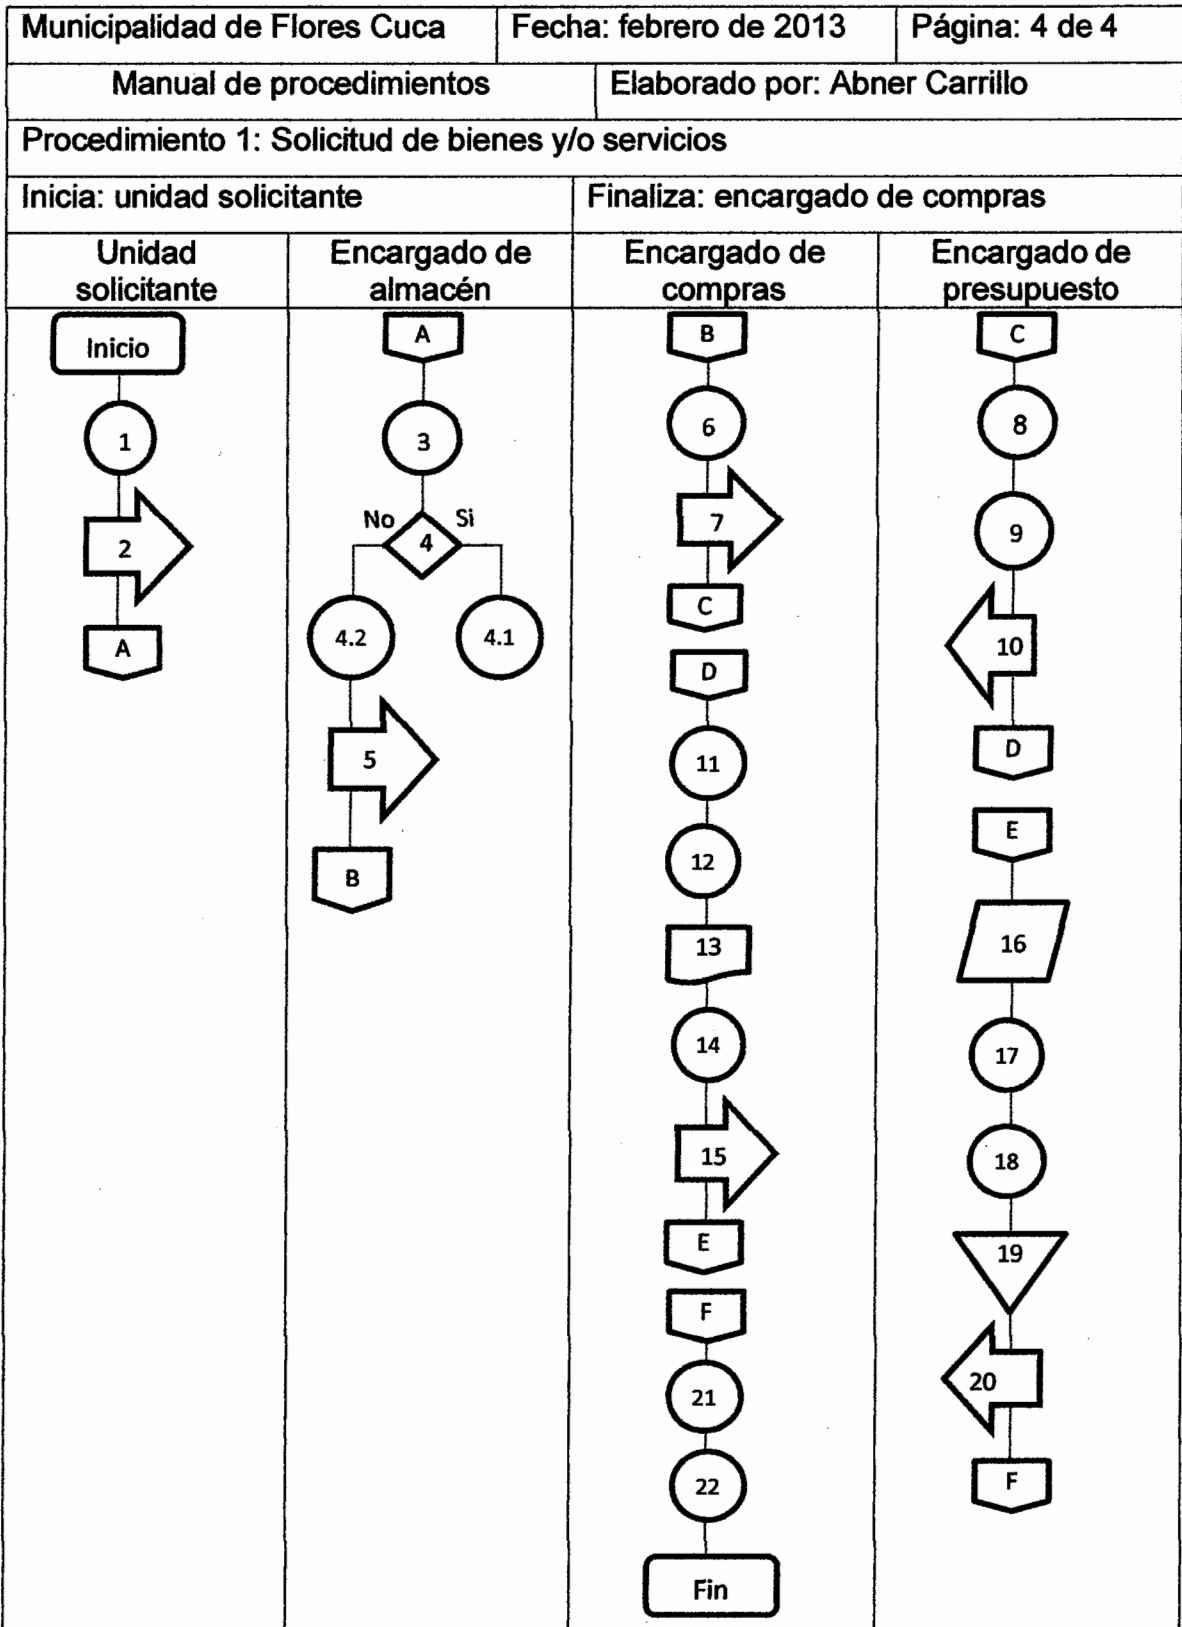 Municipalidad de Flores Cuca
Fecha: febrero de 2013
Página: 4 de 4
Manual de procedimientos
Elaborado por: Abner Carrillo
Procedimiento 1: Solicitud de bienes y/o servicios
Inicia: unidad solicitante
Finaliza: encargado de compras
Unidad
solicitante
Encargado de
almacén
Encargado de
compras
Encargado de
presupuesto
Inicio
1
2
A
A
3
No
Si
4
4.2
4.1
5
B
B
6
7
C
D
11
12
13
14
15
E
F
21
22
Fin
C
8
9
10
D
E
16
17
18
19
20
F